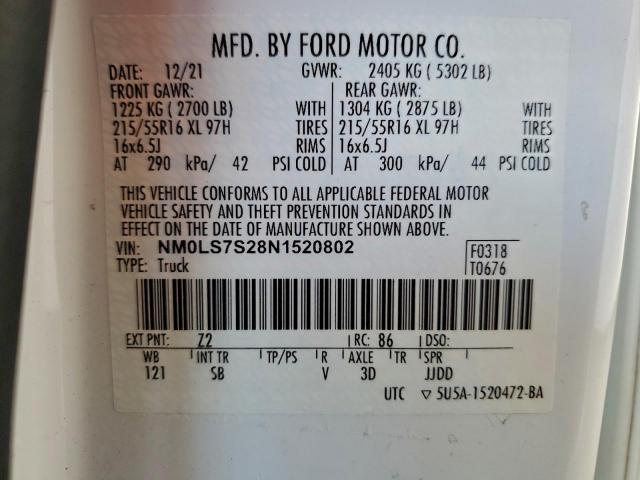 MFD. BY FORD MOTOR CO.
DATE: 12/21 GVWR: 2405 KG ( 5302 LB)
FRONT GAWR: REAR GAWR:
1225 KG ( 2700 LB) WITH 1304 KG ( 2875 LB) WITH
215/55R16 XL 97H TIRES 215/55R16 XL 97H TIRES
16x6.5J RIMS 16x6.5J RIMS
AT 290 kPa/ 42 PSI COLD AT 300 kPa/ 44 PSI COLD
THIS VEHICLE CONFORMS TO ALL APPLICABLE FEDERAL MOTOR
VEHICLE SAFETY AND THEFT PREVENTION STANDARDS IN
EFFECT ON THE DATE OF MANUFACTURE SHOWN ABOVE.
VIN: NM0LS7S28N1520802 F0318
TYPE: Truck T0676
EXT PNT: Z2 RC: 86 DSO:
WB INT TR TP/PS R AXLE TR SPR
121 SB V 3D JJDD
UTC ▽ 5U5A-1520472-BA